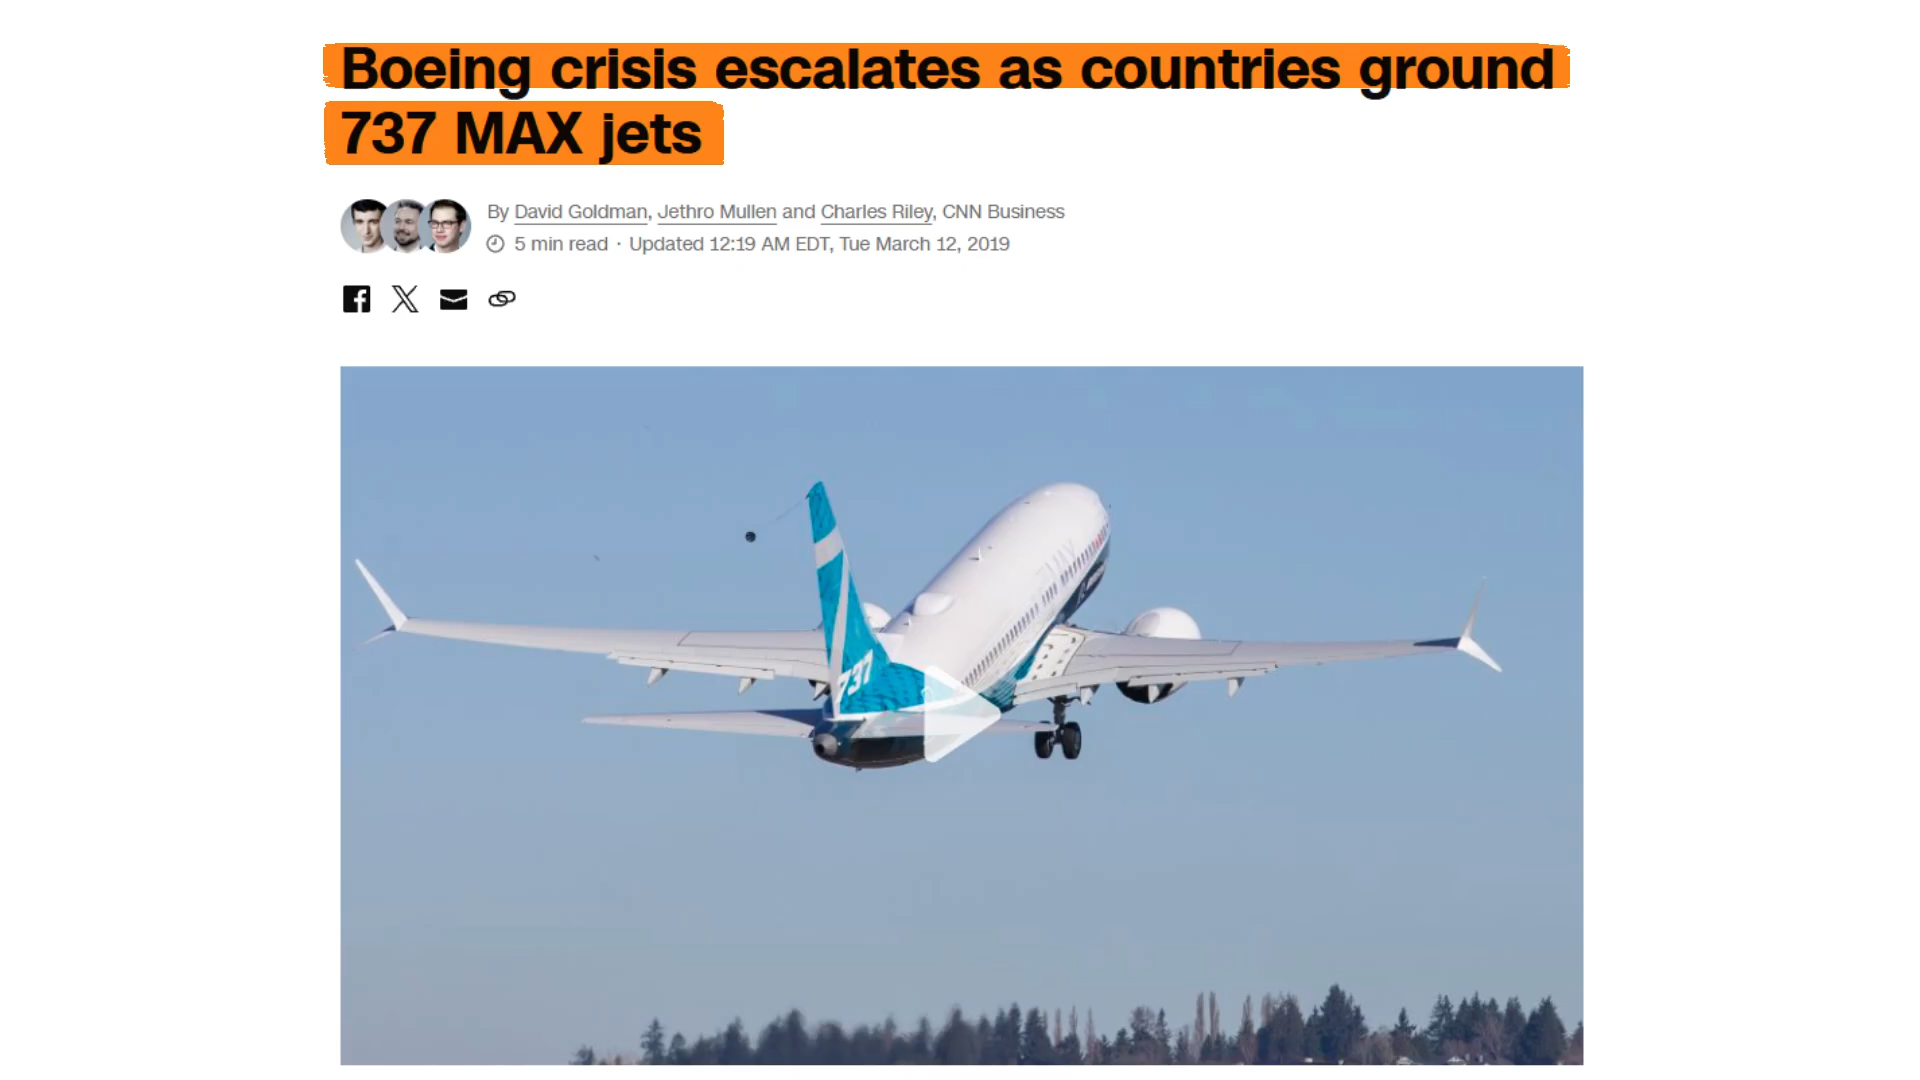 Boeing crisis escalates as countries ground
737 MAX jets
By David Goldman, Jethro Mullen and Charles Riley, CNN Business
5 min read · Updated 12:19 AM EDT, Tue March 12, 2019
MAX
737